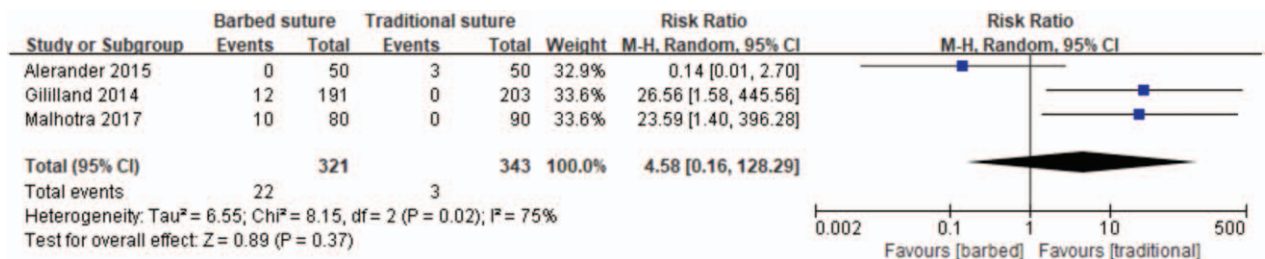 Barbed suture Traditional suture Risk Ratio Risk Ratio
Study or Subgroup Events Total Events Total Weight M-H, Random, 95% CI M-H, Random, 95% CI
Alerander 2015 0 50 3 50 32.9% 0.14 [0.01, 2.70]
Gililland 2014 12 191 0 203 33.6% 26.56 [1.58, 445.56]
Malhotra 2017 10 80 0 90 33.6% 23.59 [1.40, 396.28]
Total (95% CI) 321 343 100.0% 4.58 [0.16, 128.29]
Total events 22 3
Heterogeneity: Tau² = 6.55; Chi² = 8.15, df = 2 (P = 0.02); I² = 75%
Test for overall effect: Z = 0.89 (P = 0.37)
0.002 0.1 1 10 500
Favours [barbed] Favours [traditional]